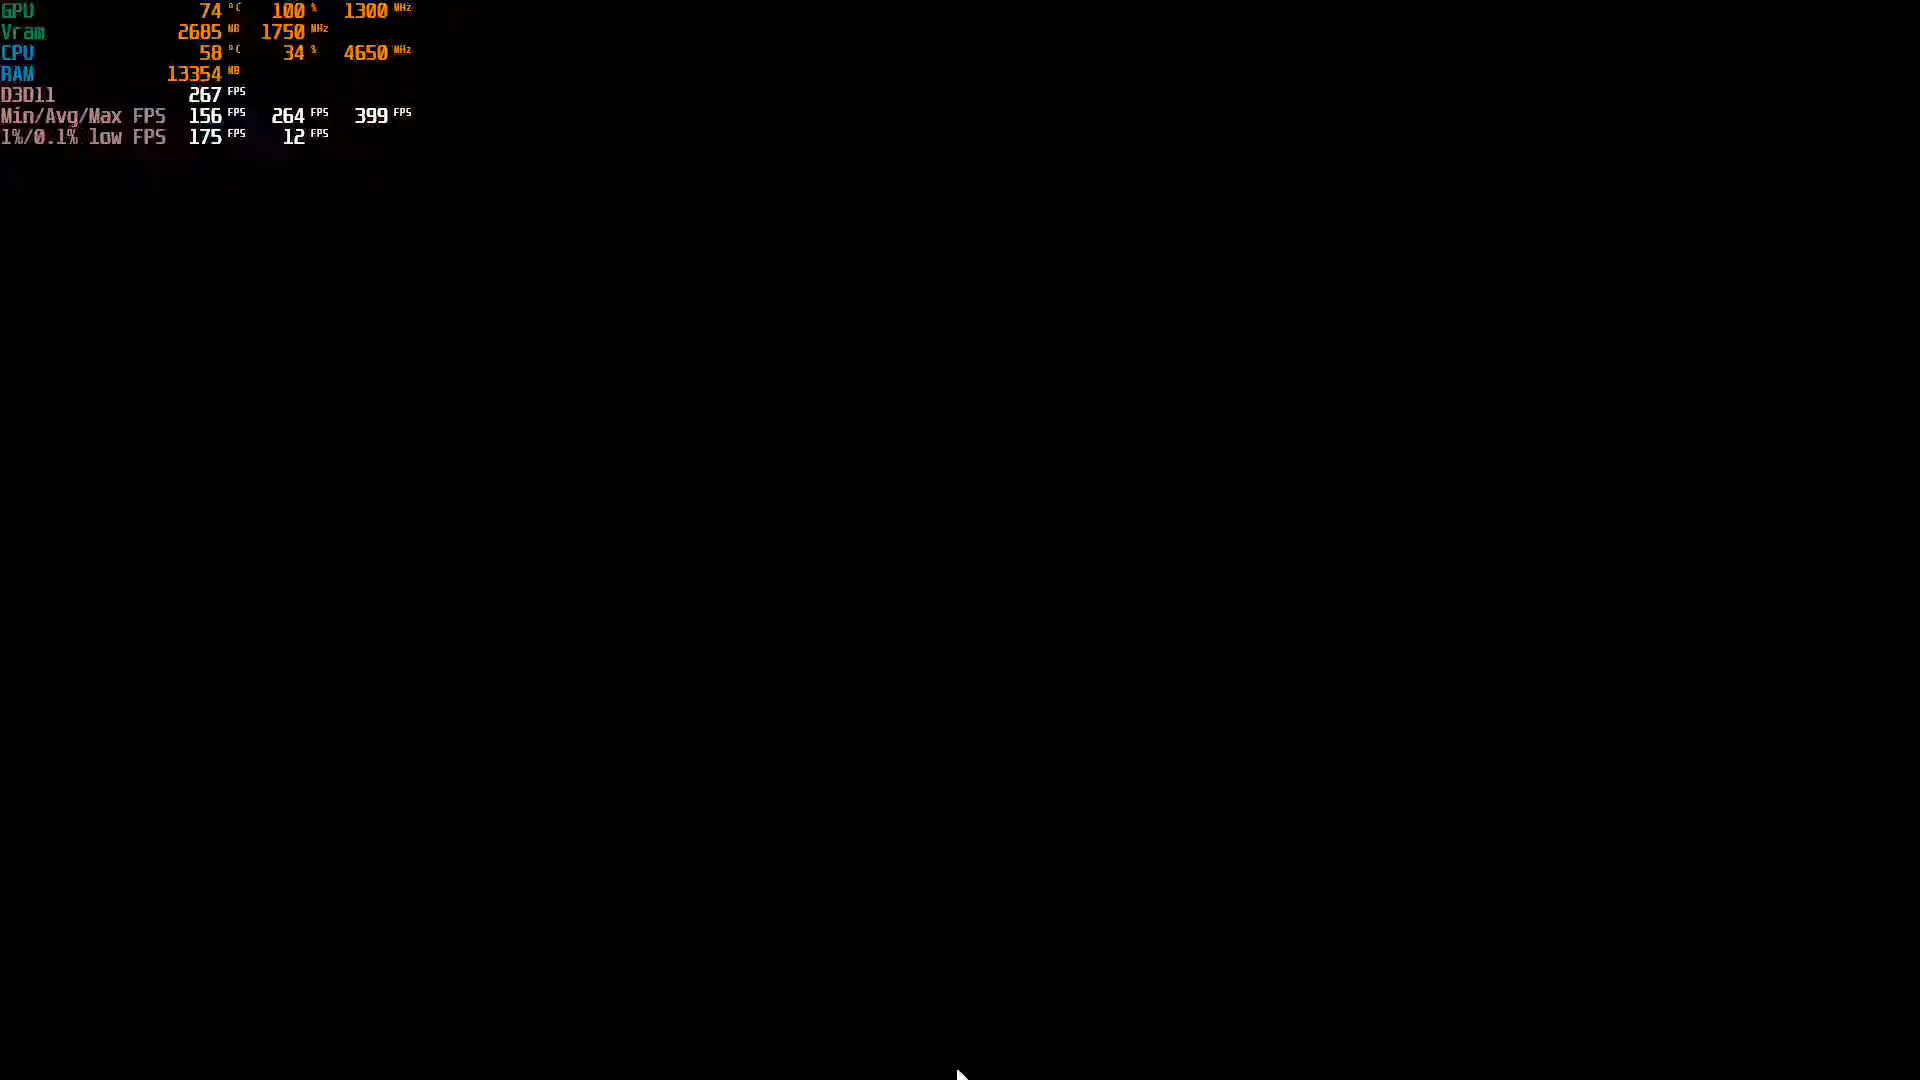 GPU 74 °C 100 % 1300 MHz
Vram 2685 MB 1750 MHz
CPU 58 °C 34 % 4650 MHz
RAM 13354 MB
D3D11 267 FPS
Min/Avg/Max FPS 156 FPS 264 FPS 399 FPS
1%/0.1% low FPS 175 FPS 12 FPS